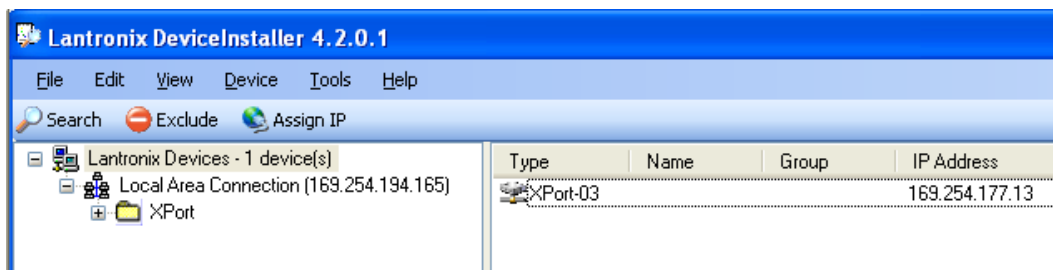 Lantronix DeviceInstaller 4.2.0.1
File Edit View Device Tools Help
Search Exclude Assign IP
Lantronix Devices - 1 device(s)
Local Area Connection (169.254.194.165)
XPort
Type Name Group IP Address
XPort-03 169.254.177.13